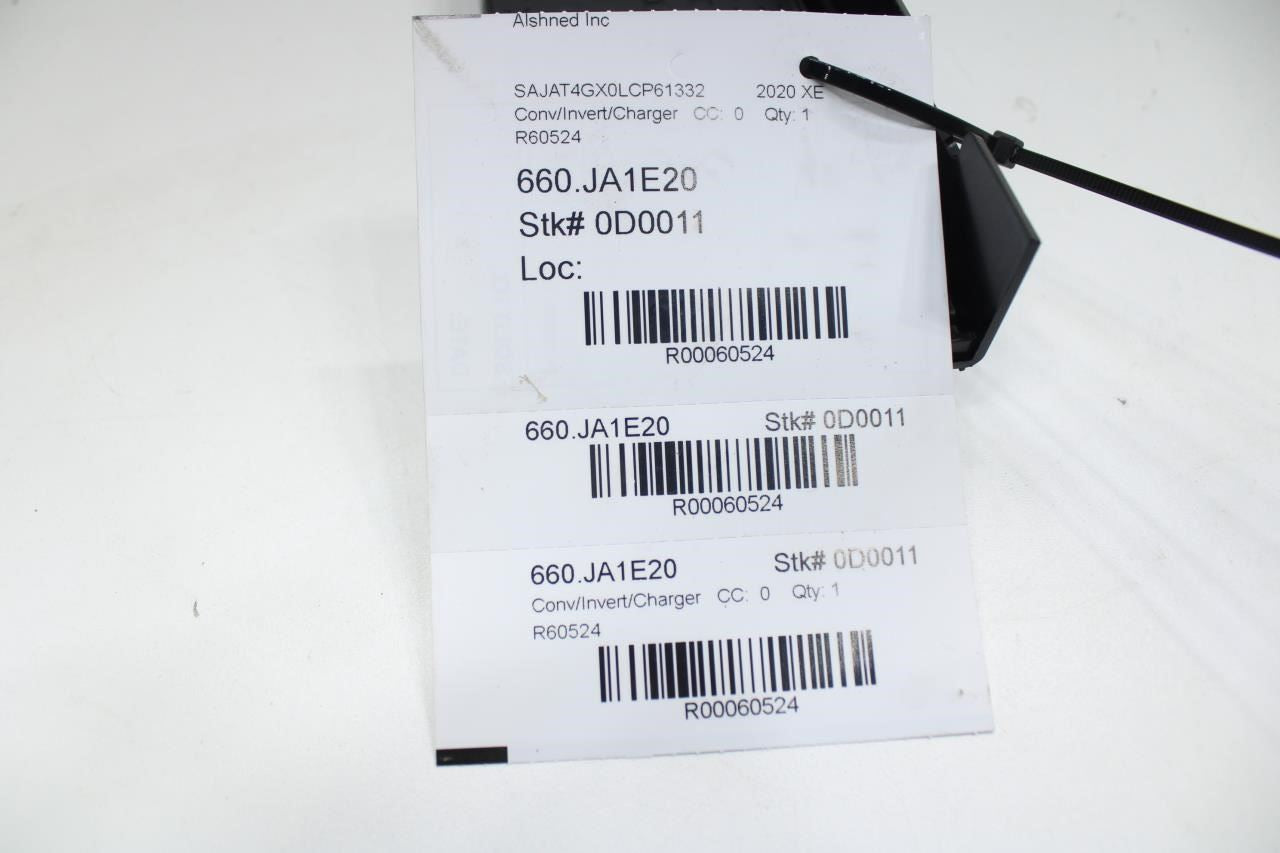 Alshned Inc
SAJAT4GX0LCP61332 2020 XE
Conv/Invert/Charger CC: 0 Qty: 1
R60524
660.JA1E20
Stk# 0D0011
Loc:
R00060524
660.JA1E20 Stk# 0D0011
R00060524
660.JA1E20 Stk# 0D0011
Conv/Invert/Charger CC: 0 Qty: 1
R60524
R00060524